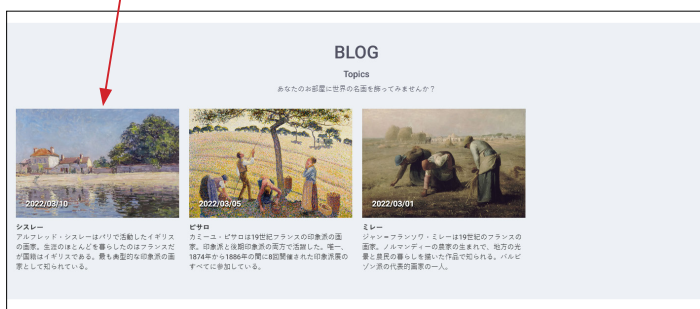 BLOG
Topics
あなたのお部屋に世界の名画を飾ってみませんか？
2022/03/10
2022/03/05
2022/03/01
シスレー
アルフレッド・シスレーはパリで活動したイギリス
の画家。生涯のほとんどを暮らしたのはフランスだ
が国籍はイギリスである。最も典型的な印象派の画
家として知られている。
ピサロ
カミーユ・ピサロは19世紀フランスの印象派の画
家。印象派と後期印象派の両方で活躍した。唯一、
1874年から1886年の間に8回開催された印象派展の
すべてに参加している。
ミレー
ジャン＝フランソワ・ミレーは19世紀のフランスの
画家。ノルマンディーの農家の生まれで、地方の光
景と農民の暮らしを描いた作品で知られる。バルビ
ゾン派の代表的画家の一人。